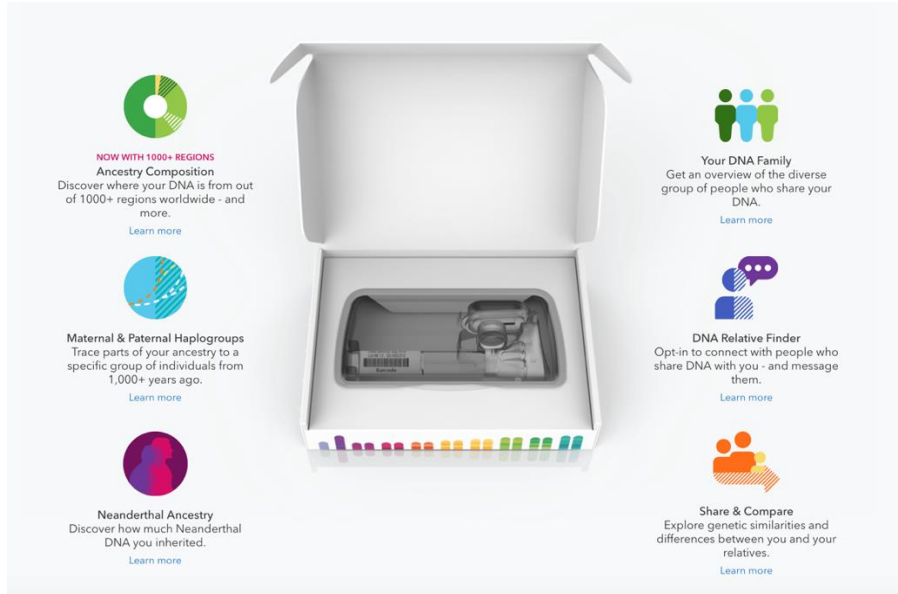 NOW WITH 1000+ REGIONS
Ancestry Composition
Discover where your DNA is from out
of 1000+ regions worldwide - and
more.
Learn more
Maternal & Paternal Haplogroups
Trace parts of your ancestry to a
specific group of individuals from
1,000+ years ago.
Learn more
Neanderthal Ancestry
Discover how much Neanderthal
DNA you inherited.
Learn more
Barcode
Your DNA Family
Get an overview of the diverse
group of people who share your
DNA.
Learn more
DNA Relative Finder
Opt-in to connect with people who
share DNA with you - and message
them.
Learn more
Share & Compare
Explore genetic similarities and
differences between you and your
relatives.
Learn more